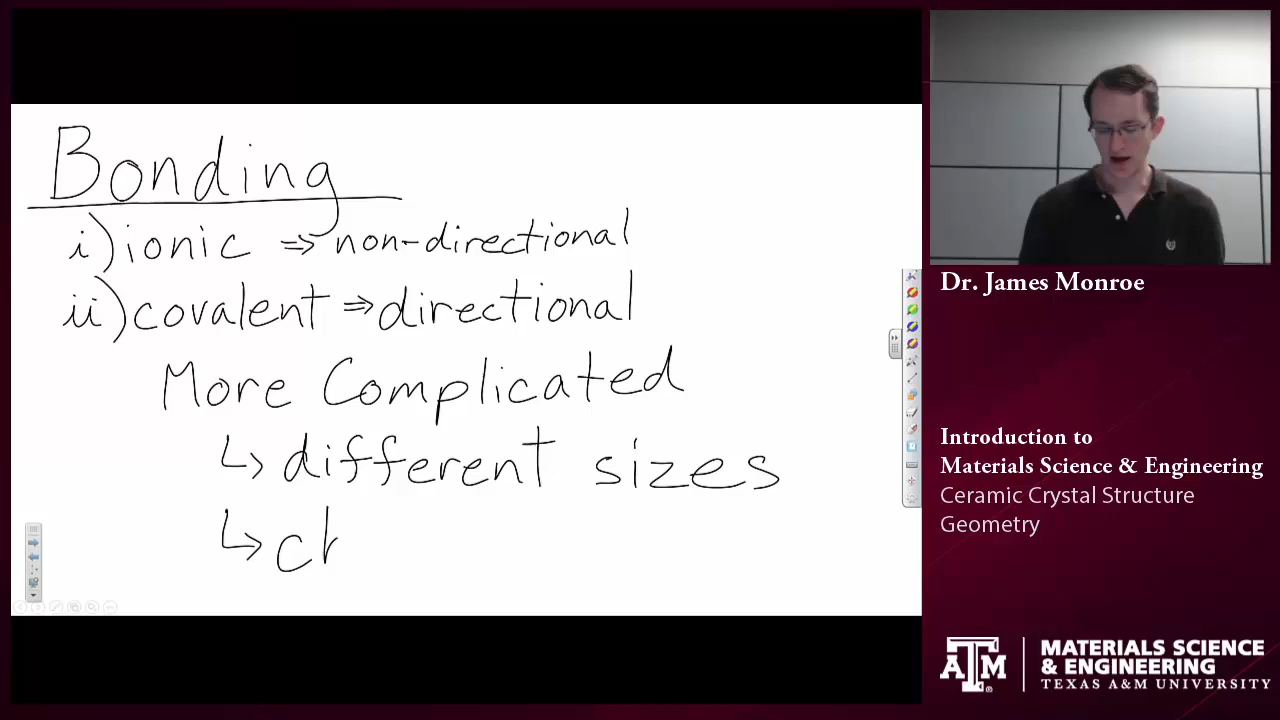 Bonding
i) ionic ⇒ non-directional
ii) covalent ⇒ directional
More Complicated
↳ different sizes
↳ ch
Dr. James Monroe
Introduction to
Materials Science & Engineering
Ceramic Crystal Structure
Geometry
ATM
MATERIALS SCIENCE
& ENGINEERING
TEXAS A&M UNIVERSITY